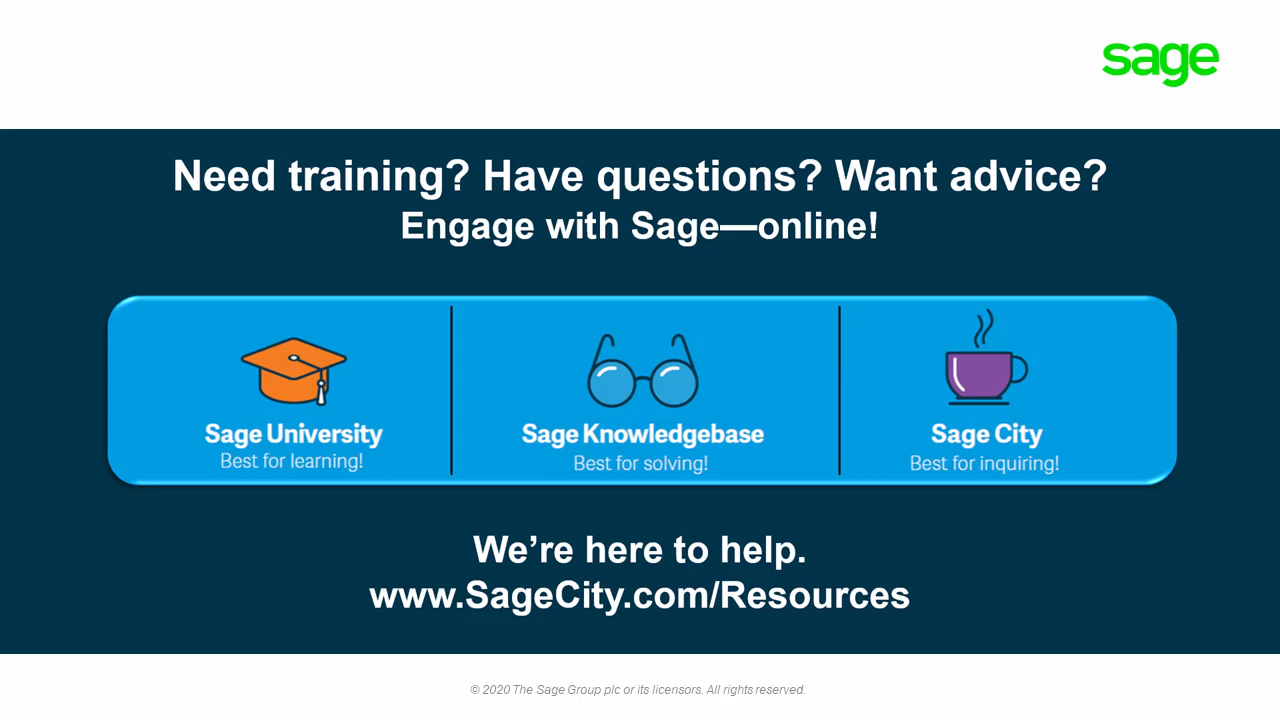 sage
Need training? Have questions? Want advice?
Engage with Sage—online!
Sage University
Best for learning!
Sage Knowledgebase
Best for solving!
Sage City
Best for inquiring!
We’re here to help.
www.SageCity.com/Resources
© 2020 The Sage Group plc or its licensors. All rights reserved.